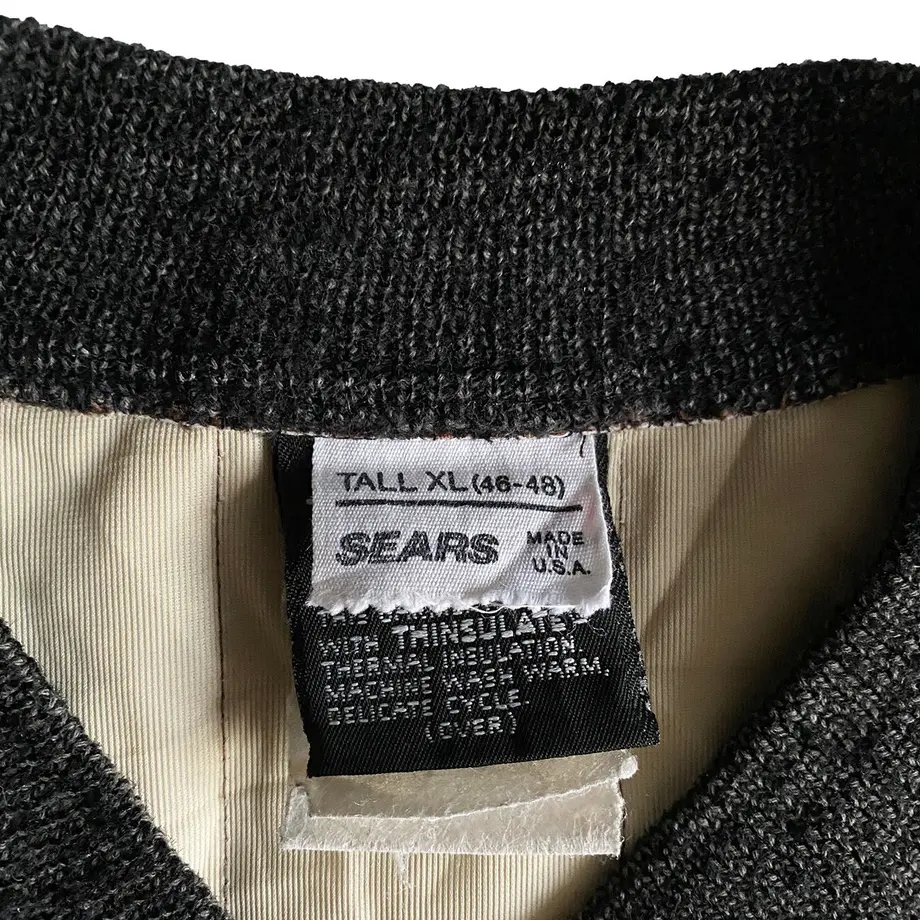 TALL XL (46-48)
SEARS
MADE
IN
U.S.A.
WITH THINSULATE
THERMAL INSULATION.
MACHINE WASH WARM,
DELICATE CYCLE.
(OVER)